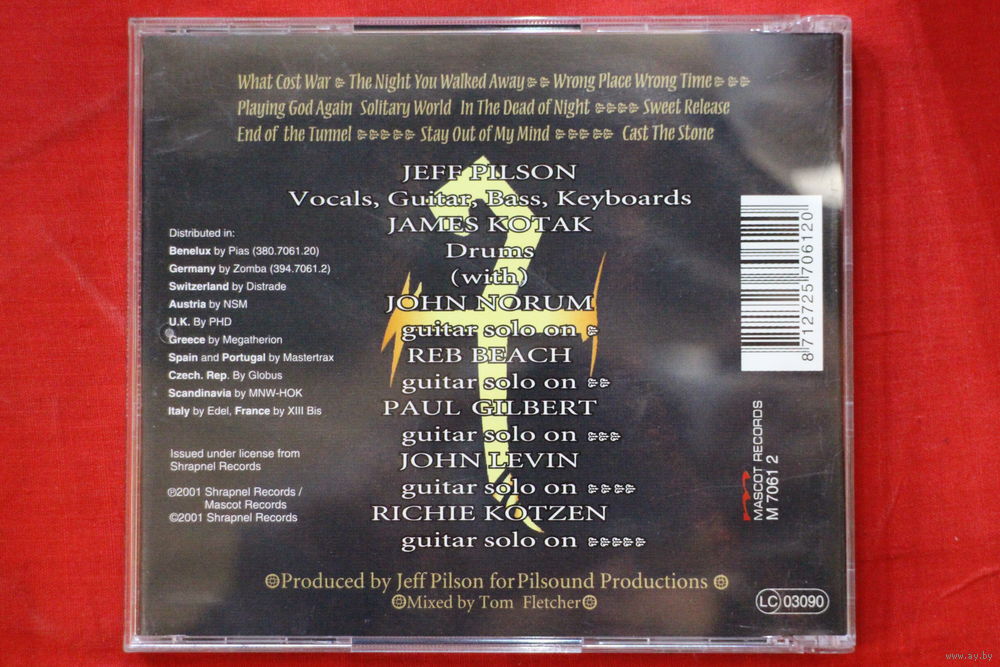 What Cost War The Night You Walked Away Wrong Place Wrong Time
Playing God Again Solitary World In The Dead of Night Sweet Release
End of the Tunnel Stay Out of My Mind Cast The Stone
JEFF PILSON
Vocals, Guitar, Bass, Keyboards
JAMES KOTAK
Drums
(with)
JOHN NORUM
guitar solo on
REB BEACH
guitar solo on
PAUL GILBERT
guitar solo on
JOHN LEVIN
guitar solo on
RICHIE KOTZEN
guitar solo on
Distributed in:
Benelux by Pias (380.7061.20)
Germany by Zomba (394.7061.2)
Switzerland by Distrade
Austria by NSM
U.K. By PHD
Greece by Megatherion
Spain and Portugal by Mastertrax
Czech. Rep. By Globus
Scandinavia by MNW-HOK
Italy by Edel, France by XIII Bis
Issued under license from
Shrapnel Records
℗2001 Shrapnel Records /
Mascot Records
©2001 Shrapnel Records
8 712725 706120
MASCOT RECORDS
M 7061 2
Produced by Jeff Pilson for Pilsound Productions
Mixed by Tom Fletcher
LC 03090
www.ay.by